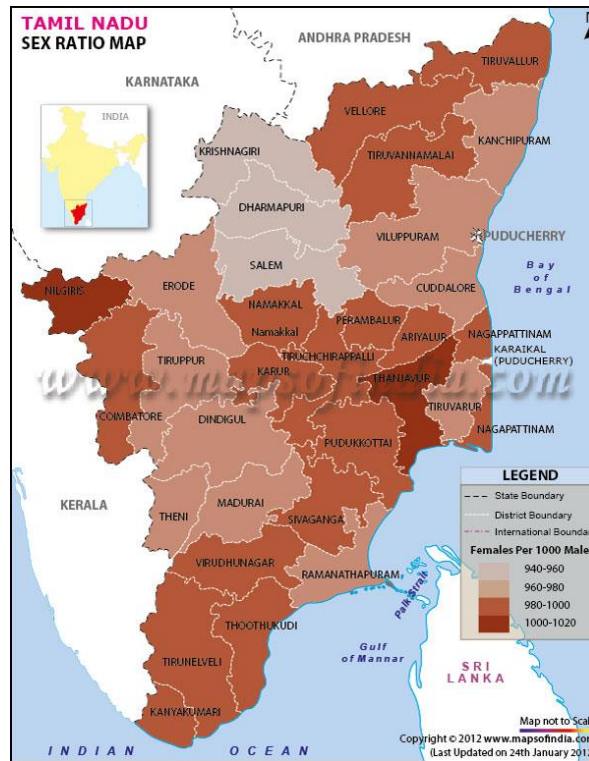 TAMIL NADU
SEX RATIO MAP
ANDHRA PRADESH
KARNATAKA
INDIA
TIRUVALLUR
VELLORE
KANCHIPURAM
KRISHNAGIRI
TIRUVANNAMALAI
DHARMAPURI
VILUPPURAM
PUDUCHERRY
SALEM
Bay
of
Bengal
NILGIRIS
ERODE
CUDDALORE
NAMAKKAL
PERAMBALUR
Namakkal
ARIYALUR
NAGAPPATTINAM
KARAIKAL
(PUDUCHERRY)
TIRUPPUR
TIRUCHCHIRAPPALLI
KARUR
THANJAVUR
www.mapsofindia.com
COIMBATORE
DINDIGUL
TIRUVARUR
NAGAPATTINAM
PUDUKKOTTAI
KERALA
THENI
MADURAI
SIVAGANGA
VIRUDHUNAGAR
RAMANATHAPURAM
Palk Strait
THOOTHUKUDI
Gulf
of Mannar
TIRUNELVELI
SRI
LANKA
KANYAKUMARI
INDIAN OCEAN
LEGEND
State Boundary
District Boundary
International Bounda
Females Per 1000 Male
940-960
960-980
980-1000
1000-1020
Map not to Scal
Copyright © 2012 www.mapsofindia.com
(Last Updated on 24th January 2012